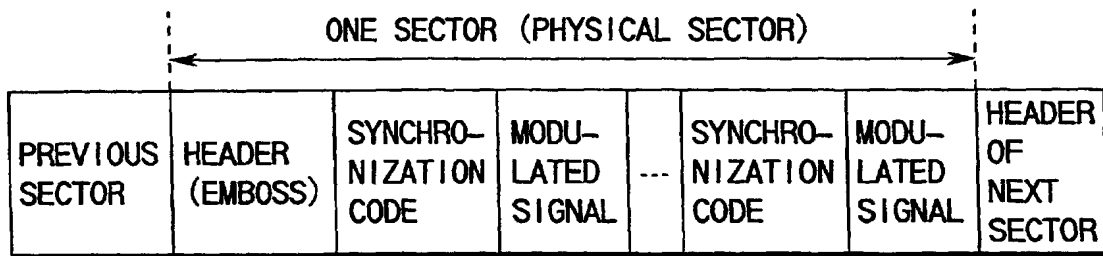 ONE SECTOR (PHYSICAL SECTOR)
PREVIOUS
SECTOR
HEADER
(EMBOSS)
SYNCHRO-
NIZATION
CODE
MODU-
LATED
SIGNAL
---
SYNCHRO-
NIZATION
CODE
MODU-
LATED
SIGNAL
HEADER
OF
NEXT
SECTOR